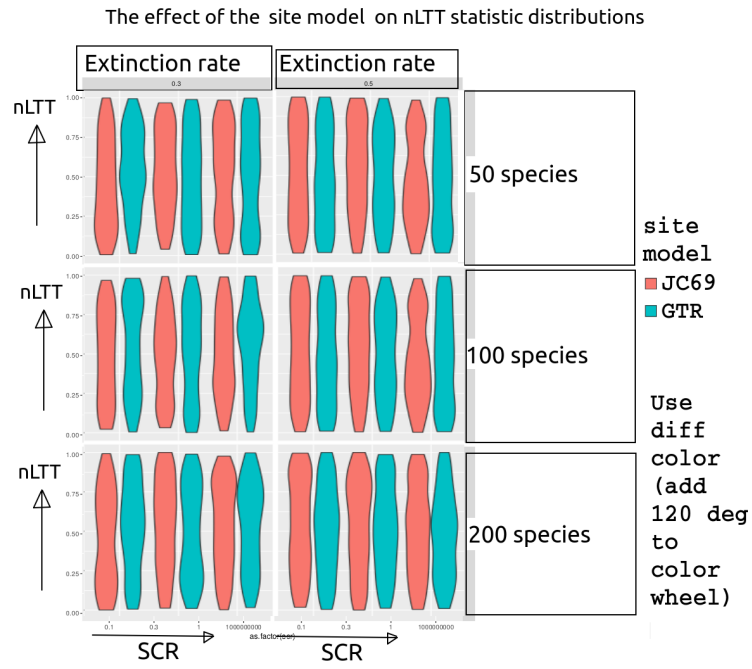 The effect of the site model on nLTT statistic distributions
Extinction rate
Extinction rate
0.3
0.5
nLTT
1.00
0.75
0.50
0.25
0.00
50 species
nLTT
1.00
0.75
0.50
0.25
0.00
100 species
nLTT
1.00
0.75
0.50
0.25
0.00
200 species
0.1
0.3
1
1000000000
0.1
0.3
1
1000000000
as.factor(scr)
SCR
SCR
site
model
JC69
GTR
Use
diff
color
(add
120 deg
to
color
wheel)